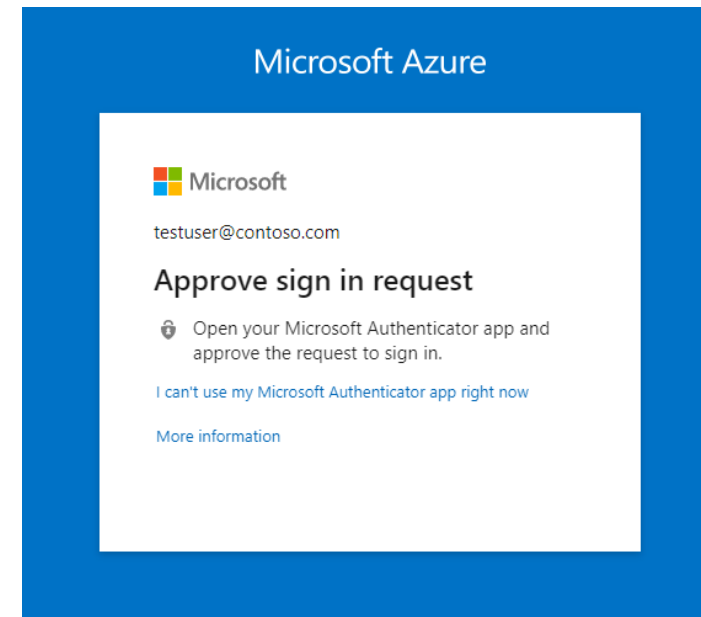 Microsoft Azure
Microsoft
testuser@contoso.com
Approve sign in request
Open your Microsoft Authenticator app and
approve the request to sign in.
I can't use my Microsoft Authenticator app right now
More information